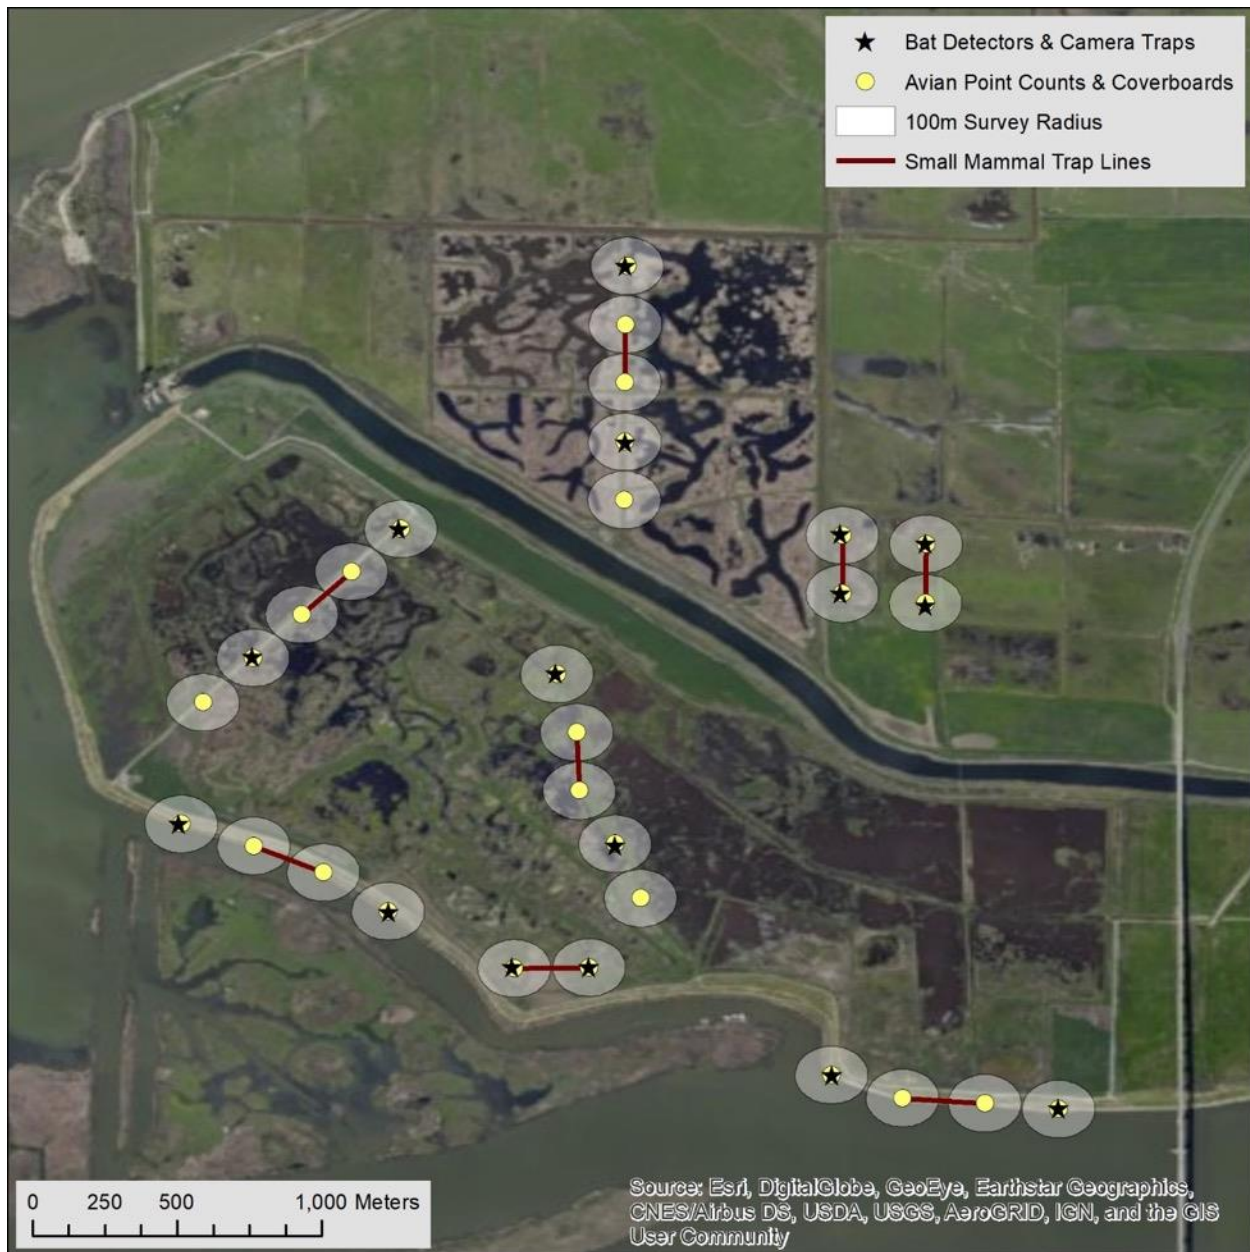 Bat Detectors & Camera Traps
Avian Point Counts & Coverboards
100m Survey Radius
Small Mammal Trap Lines
0 250 500 1,000 Meters
Source: Esri, DigitalGlobe, GeoEye, Earthstar Geographics,
CNES/Airbus DS, USDA, USGS, AeroGRID, IGN, and the GIS
User Community